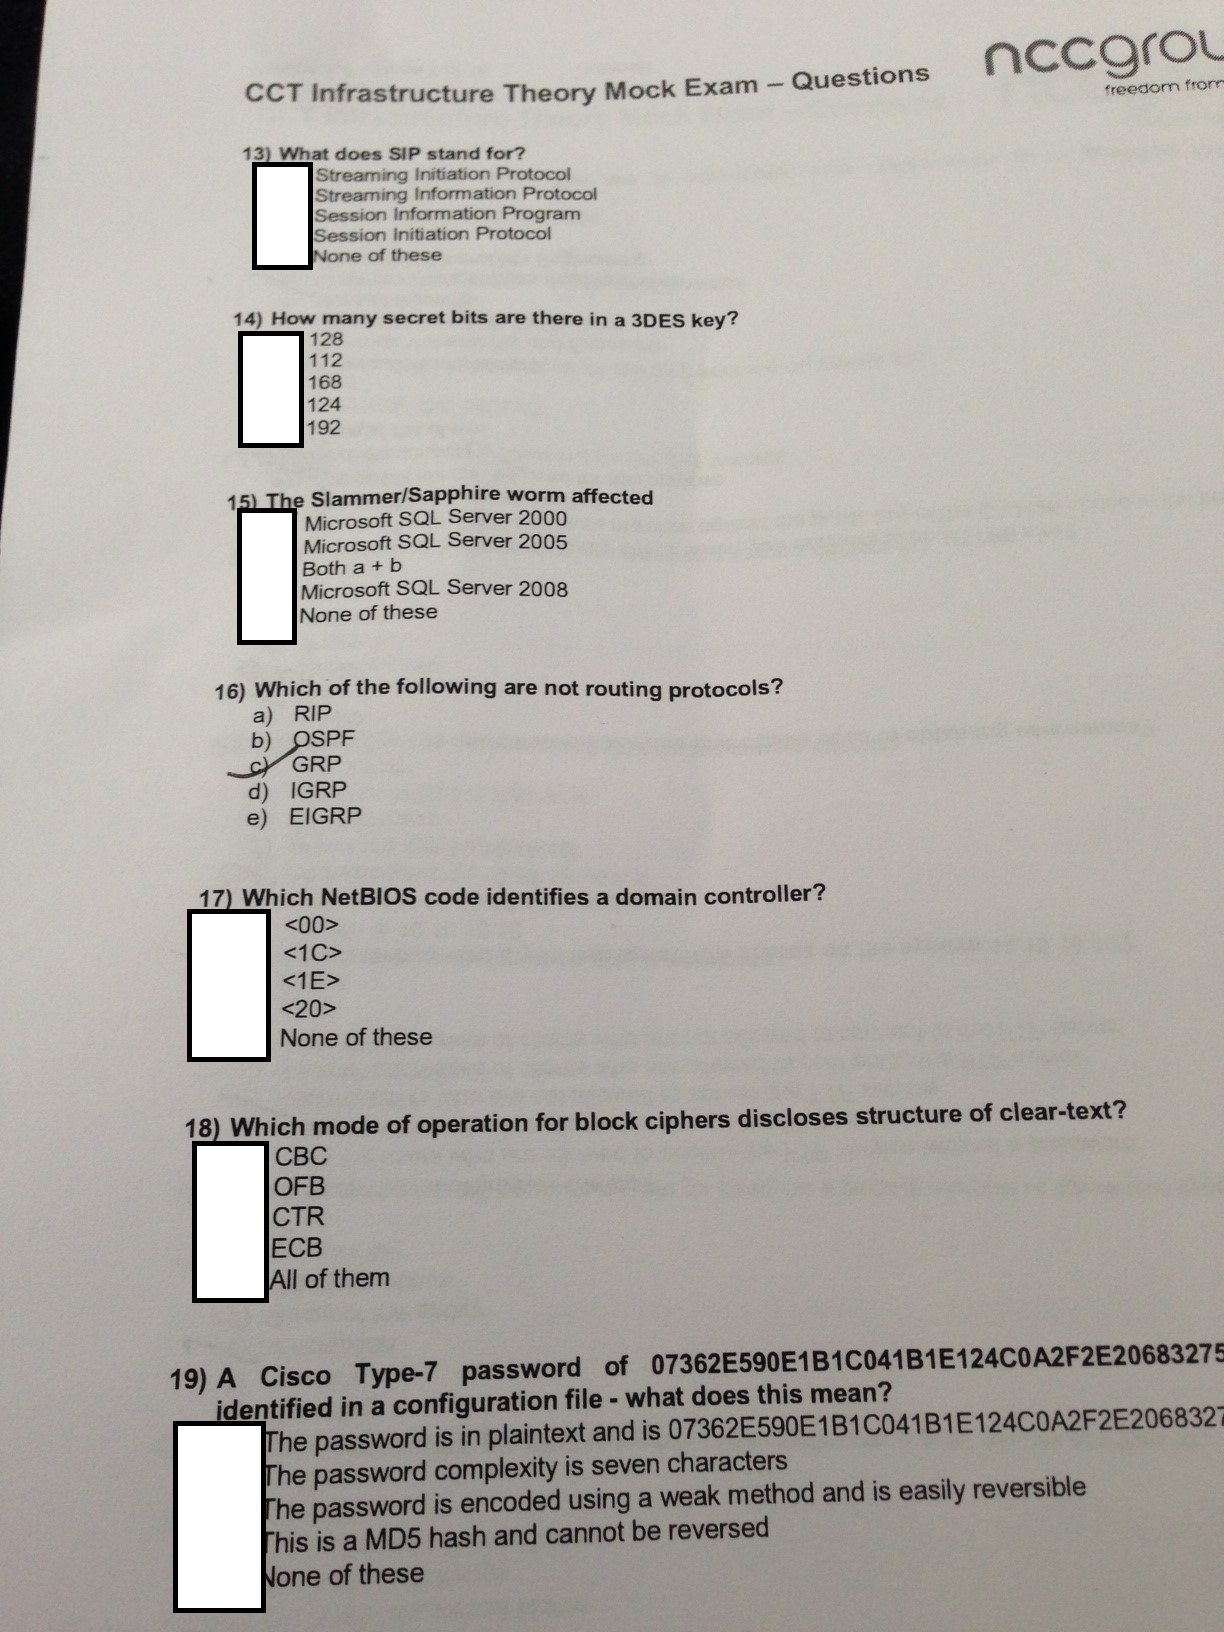 nccgrou
freedom from
CCT Infrastructure Theory Mock Exam – Questions
13) What does SIP stand for?
Streaming Initiation Protocol
Streaming Information Protocol
Session Information Program
Session Initiation Protocol
None of these
14) How many secret bits are there in a 3DES key?
128
112
168
124
192
15) The Slammer/Sapphire worm affected
Microsoft SQL Server 2000
Microsoft SQL Server 2005
Both a + b
Microsoft SQL Server 2008
None of these
16) Which of the following are not routing protocols?
a) RIP
b) OSPF
c) GRP
d) IGRP
e) EIGRP
17) Which NetBIOS code identifies a domain controller?
<00>
<1C>
<1E>
<20>
None of these
18) Which mode of operation for block ciphers discloses structure of clear-text?
CBC
OFB
CTR
ECB
All of them
19) A Cisco Type-7 password of 07362E590E1B1C041B1E124C0A2F2E20683275
identified in a configuration file - what does this mean?
The password is in plaintext and is 07362E590E1B1C041B1E124C0A2F2E2068327
The password complexity is seven characters
The password is encoded using a weak method and is easily reversible
This is a MD5 hash and cannot be reversed
None of these